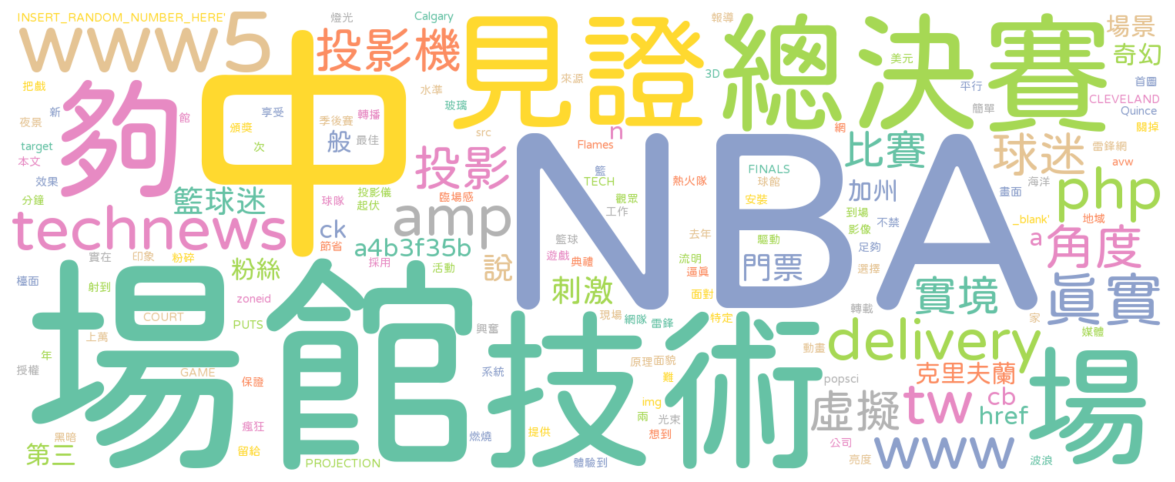 INSERT_RANDOM_NUMBER_HERE'
燈光
Calgary
報導
場景
www5
中
投影機
見證
總決賽
奇幻
來源
美元
3D
平行
首圖
把戲
水準
玻璃
簡單
CLEVELAND
Quince
夠
新
享受
季後賽
轉播
館
夜景
頒獎
般
最佳
src
n
Flames
網
比賽
球迷
關掉
雷鋒網
target
本文
次
投影
籃
TECH
FINALS
球館
熱火隊
avw
效果
加州
海洋
畫面
php
分鐘
籃球迷
球隊
投影儀
起伏
臨場感
觀眾
工作
安裝
到場
影像
不禁
_blank'
地域
technews
ck
節省
amp
籃球
去年
驅動
足夠
a
角度
NBA
a4b3f35b
實在
印象
粉碎
粉絲
採用
活動
說
遊戲
典禮
逼真
流明
門票
選擇
檯面
射到
zoneid
刺激
面對
實境
真實
COURT
PUTS
現場
網隊
雷鋒
特定
轉載
家
媒體
上萬
興奮
動畫
delivery
年
授權
GAME
保證
系統
原理
面貌
甦
popsci
克里夫蘭
場館
技術
虛擬
tw
cb
href
場
img
兩
光束
瘋狂
黑暗
留給
燃燒
提供
想到
公司
www
第三
PROJECTION
體驗到
亮度
波浪